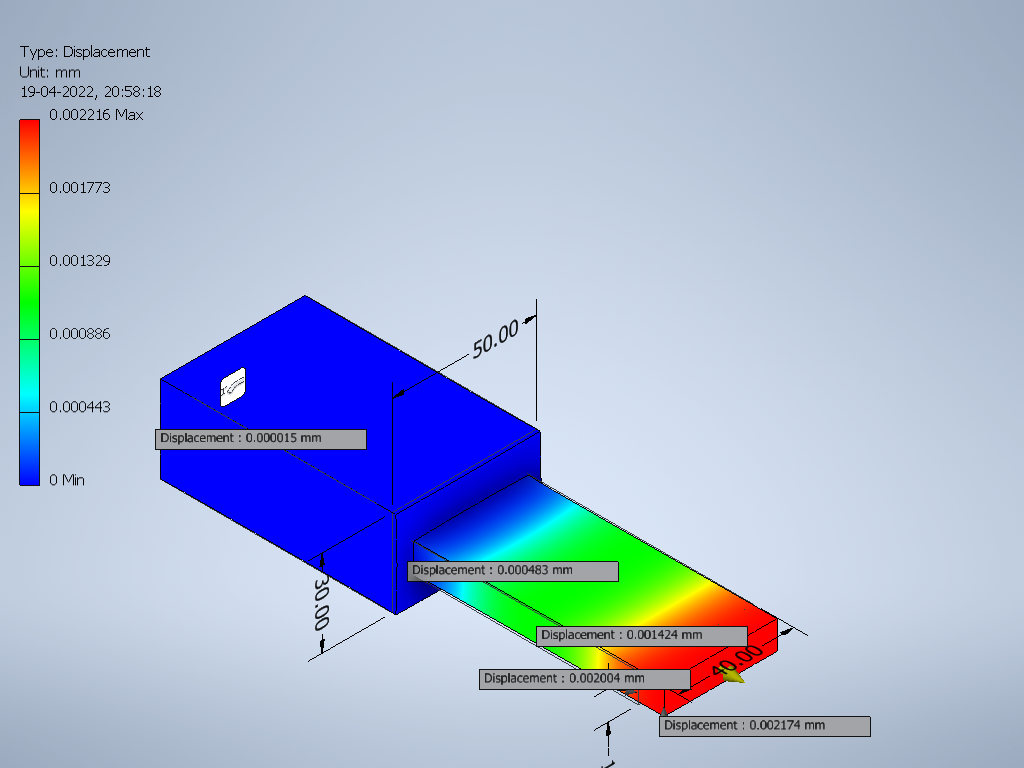 Type: Displacement
Unit: mm
19-04-2022, 20:58:18
0.002216 Max
0.001773
0.001329
0.000886
0.000443
0 Min
50.00
Displacement : 0.000015 mm
Displacement : 0.000483 mm
30.00
Displacement : 0.001424 mm
40.00
Displacement : 0.002004 mm
Displacement : 0.002174 mm